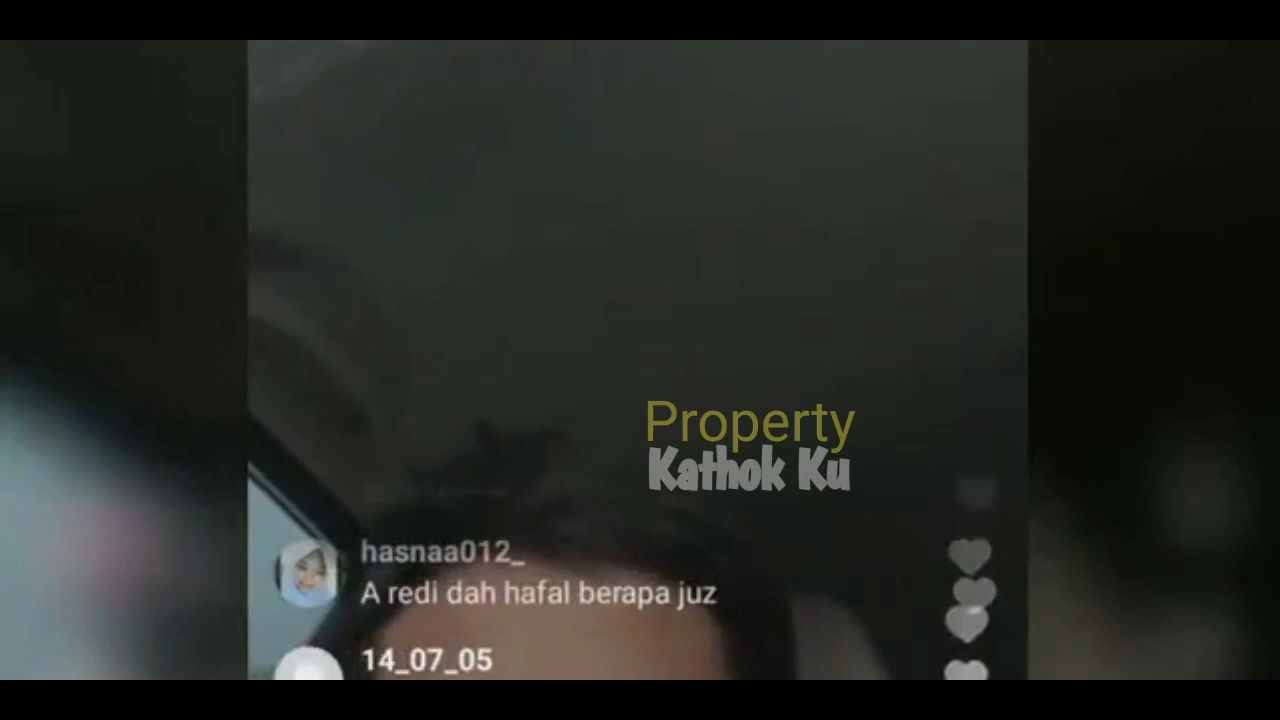 Property
Kathok Ku
hasnaa012_
A redi dah hafal berapa juz
14_07_05